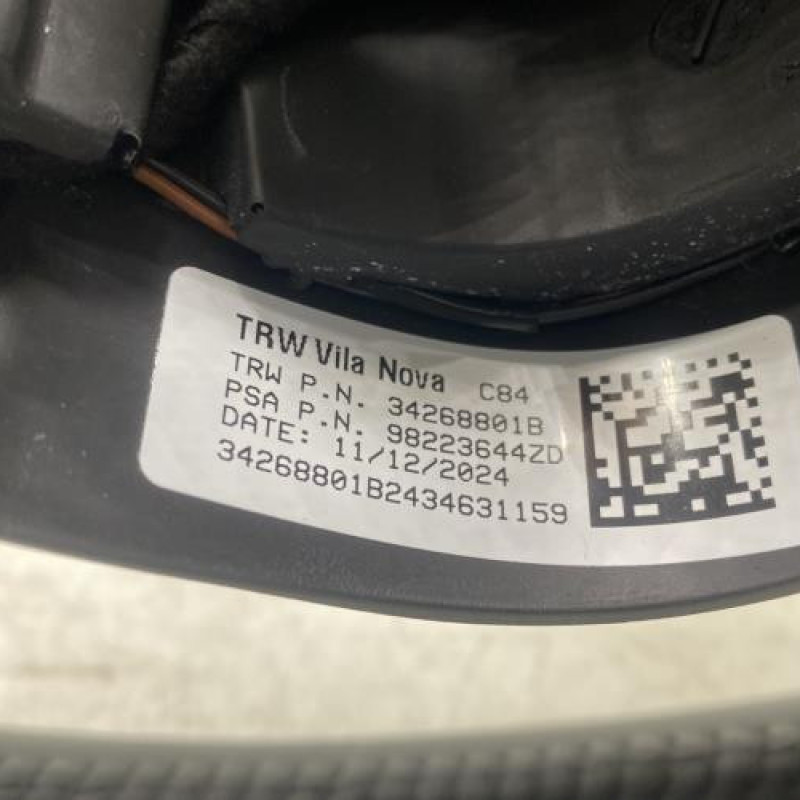 TRW Vila Nova C84
TRW P.N. 34268801B
PSA P.N. 98223644ZD
DATE: 11/12/2024
34268801B2434631159